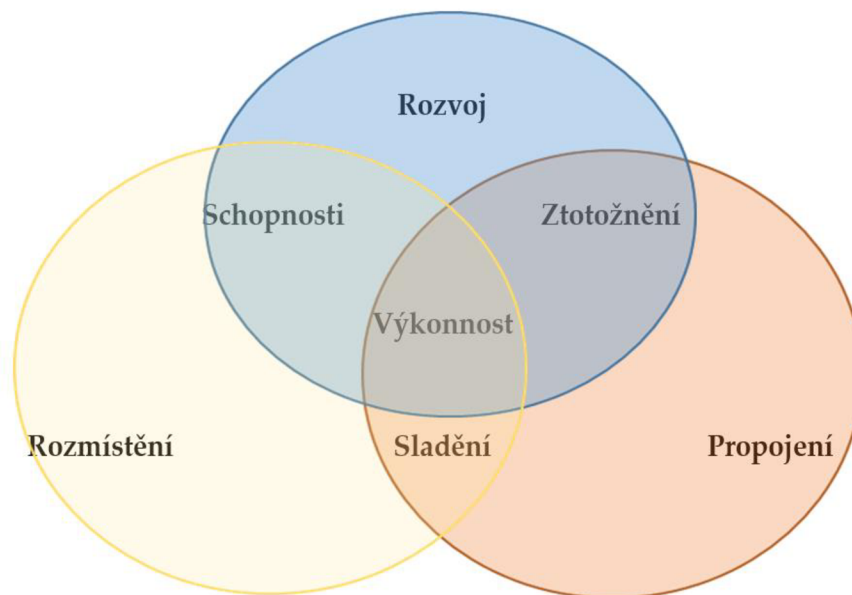 Rozvoj
Schopnosti
Ztotožnění
Výkonnost
Rozmístění
Sladění
Propojení